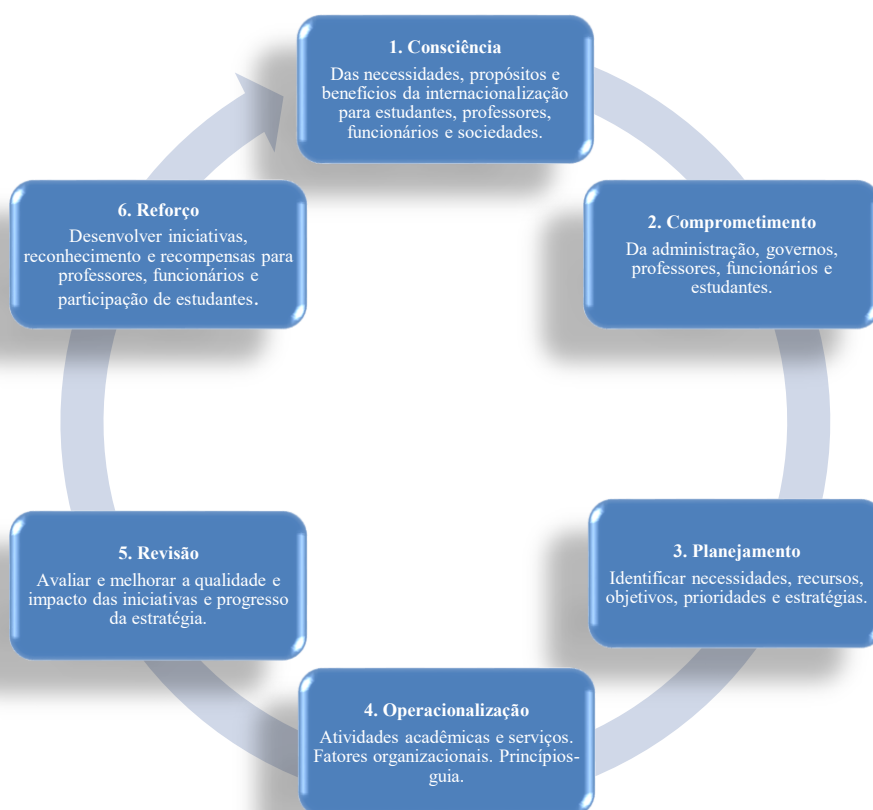 1. Consciência
Das necessidades, propósitos e
benefícios da internacionalização
para estudantes, professores,
funcionários e sociedades.
2. Comprometimento
Da administração, governos,
professores, funcionários e
estudantes.
3. Planejamento
Identificar necessidades, recursos,
objetivos, prioridades e estratégias.
4. Operacionalização
Atividades acadêmicas e serviços.
Fatores organizacionais. Princípios-
guia.
5. Revisão
Avaliar e melhorar a qualidade e
impacto das iniciativas e progresso
da estratégia.
6. Reforço
Desenvolver iniciativas,
reconhecimento e recompensas para
professores, funcionários e
participação de estudantes.